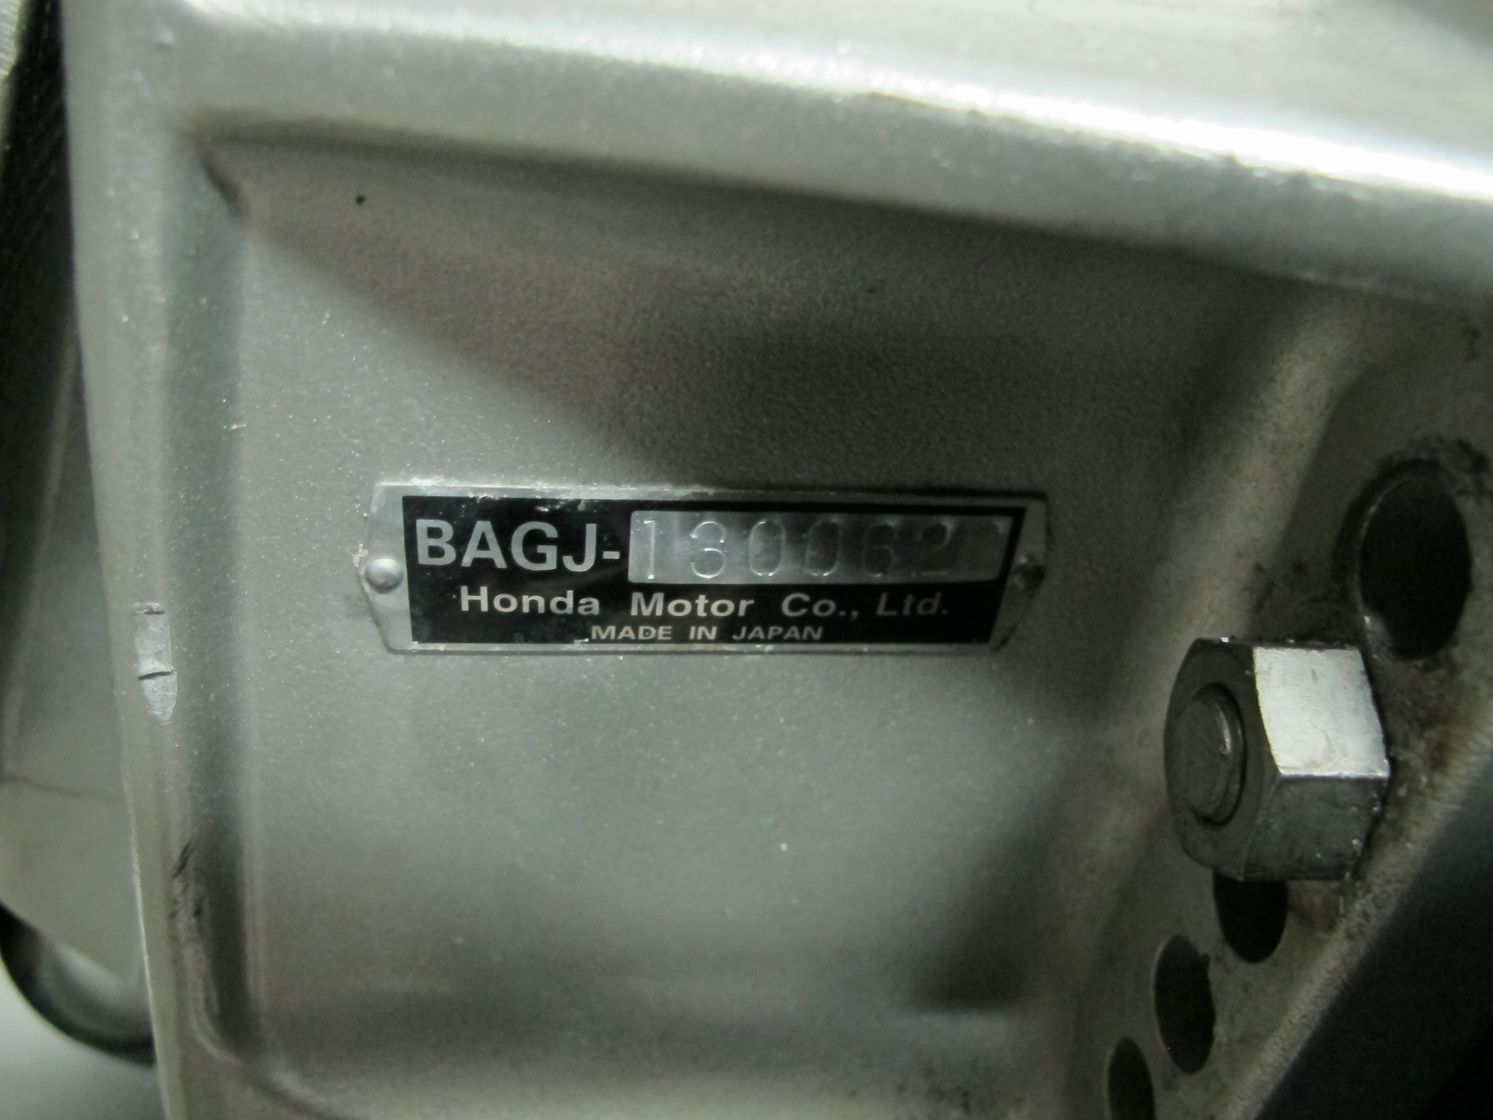 BAGJ-130062
Honda Motor Co., Ltd.
MADE IN JAPAN